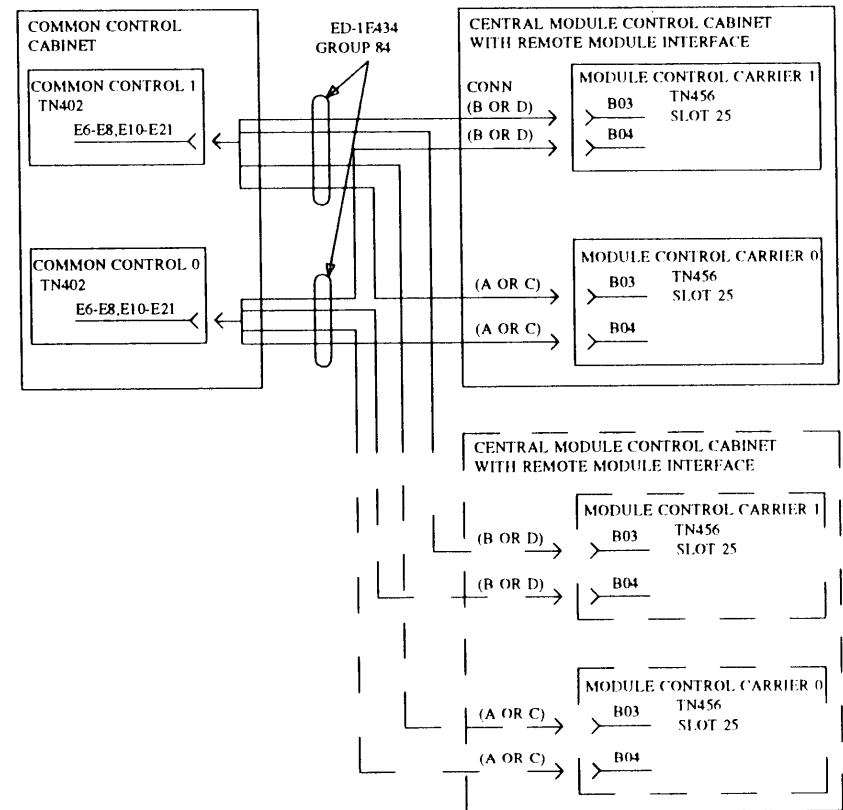 COMMON CONTROL
CABINET
COMMON CONTROL 1
TN402
E6-E8,E10-E21
COMMON CONTROL 0
TN402
E6-E8,E10-E21
ED-1E434
GROUP 84
CENTRAL MODULE CONTROL CABINET
WITH REMOTE MODULE INTERFACE
CONN
(B OR D)
(B OR D)
MODULE CONTROL CARRIER 1
B03
TN456
SLOT 25
B04
(A OR C)
(A OR C)
MODULE CONTROL CARRIER 0
B03
TN456
SLOT 25
B04
CENTRAL MODULE CONTROL CABINET
WITH REMOTE MODULE INTERFACE
(B OR D)
(B OR D)
MODULE CONTROL CARRIER 1
B03
TN456
SLOT 25
B04
(A OR C)
(A OR C)
MODULE CONTROL CARRIER 0
B03
TN456
SLOT 25
B04